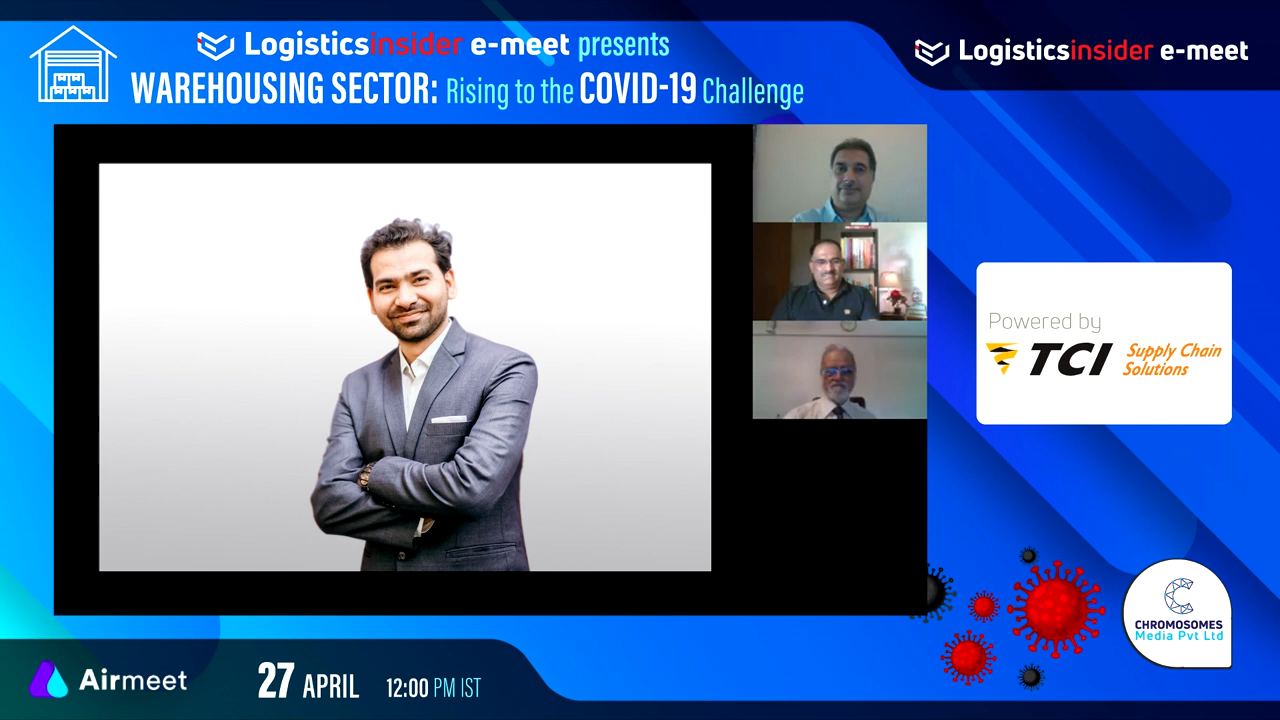 Logisticsinsider e-meet presents
WAREHOUSING SECTOR: Rising to the COVID-19 Challenge
Logisticsinsider e-meet
Powered by
TCI Supply Chain
Solutions
CHROMOSOMES
Media Pvt Ltd
Airmeet
27 APRIL 12:00 PM IST